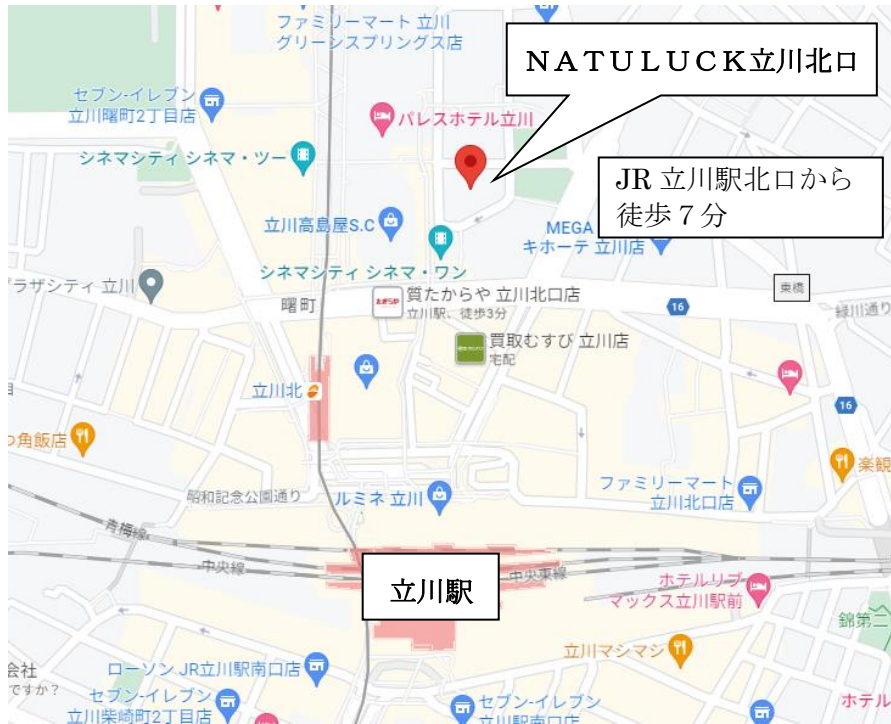 ファミリーマート 立川
グリーンスプリングス店
NATULUCK立川北口
セブン-イレブン
立川曙町2丁目店
パレスホテル立川
シネマシティ シネマ・ツー
JR 立川駅北口から
徒歩7分
立川高島屋S.C
MEGA
キホーテ 立川店
シネマシティ シネマ・ワン
プラザシティ 立川
曙町
質たからや 立川北口店
立川駅、徒歩3分
東橋
16
緑川通り
買取むすび 立川店
宅配
立川北
16
つ角飯店
楽観
昭和記念公園通り
ルミネ 立川
ファミリーマート
立川北口店
青梅線
中央線
立川駅
中央東線
ホテルリブ
マックス立川駅前
錦第二
立川マシマシ
会社
ですか?
ローソン JR立川駅南口店
セブン-イレブン
立川柴崎町2丁目店
セブン-イレブン
立川駅南口店
ホテル